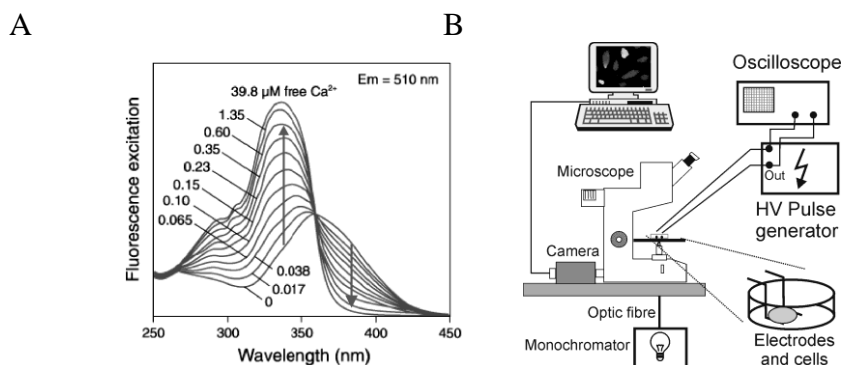 A
B
39.8 µM free Ca²⁺
Em = 510 nm
1.35
0.60
0.35
0.23
0.15
0.10
0.065
0.038
0.017
0
Fluorescence excitation
250
300
350
400
450
Wavelength (nm)
Oscilloscope
Microscope
Out
HV Pulse
generator
Camera
Optic fibre
Monochromator
Electrodes
and cells